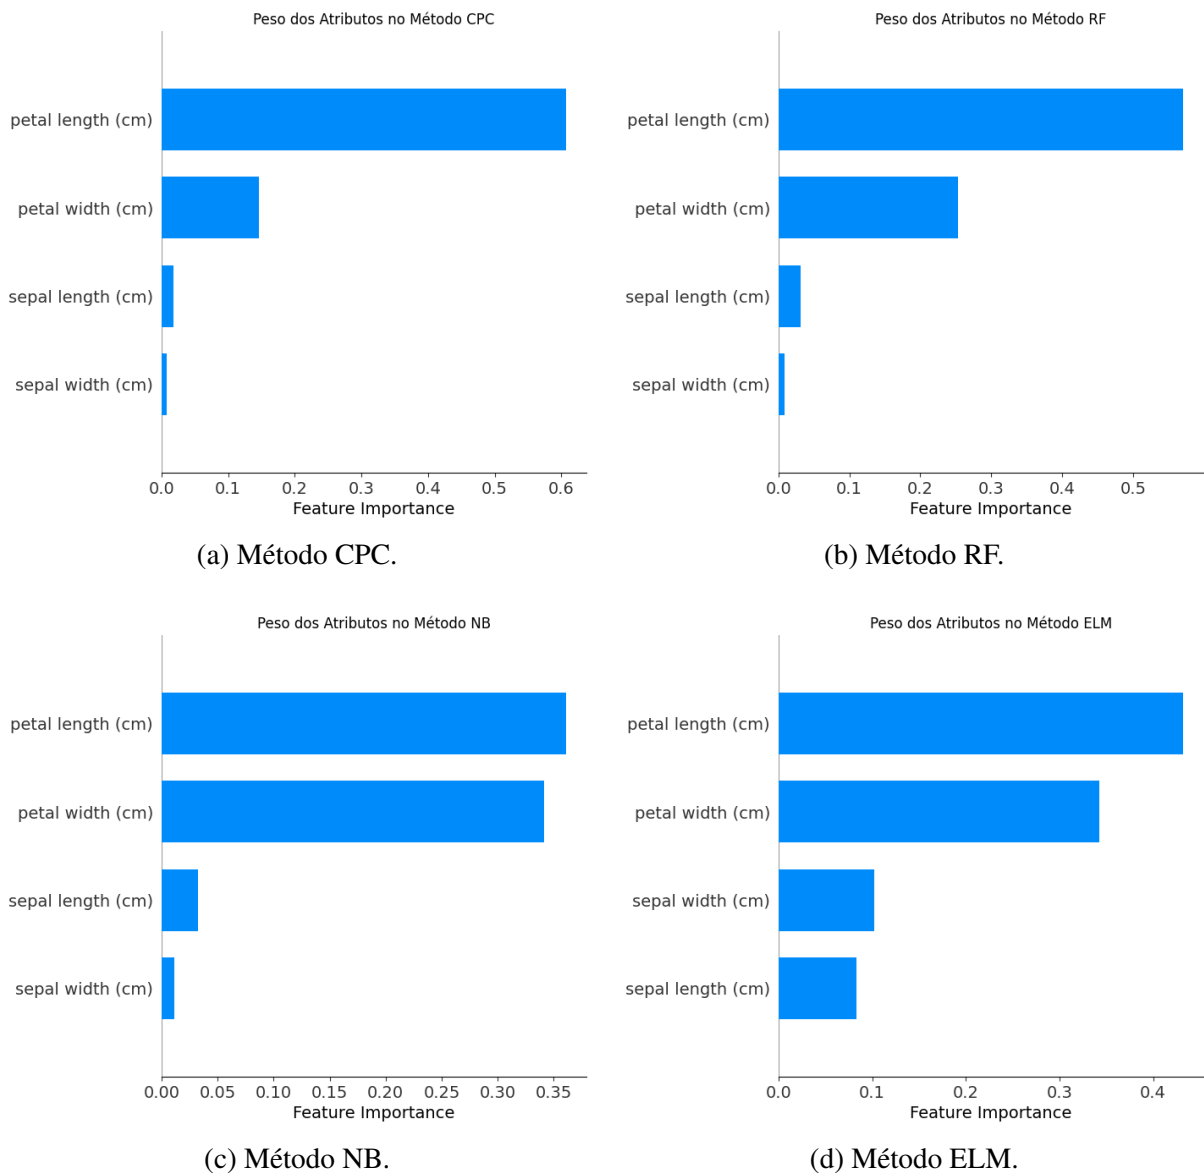 Peso dos Atributos no Método CPC
petal length (cm)
petal width (cm)
sepal length (cm)
sepal width (cm)
0.0 0.1 0.2 0.3 0.4 0.5 0.6
Feature Importance
(a) Método CPC.
Peso dos Atributos no Método RF
petal length (cm)
petal width (cm)
sepal length (cm)
sepal width (cm)
0.0 0.1 0.2 0.3 0.4 0.5
Feature Importance
(b) Método RF.
Peso dos Atributos no Método NB
petal length (cm)
petal width (cm)
sepal length (cm)
sepal width (cm)
0.00 0.05 0.10 0.15 0.20 0.25 0.30 0.35
Feature Importance
(c) Método NB.
Peso dos Atributos no Método ELM
petal length (cm)
petal width (cm)
sepal width (cm)
sepal length (cm)
0.0 0.1 0.2 0.3 0.4
Feature Importance
(d) Método ELM.